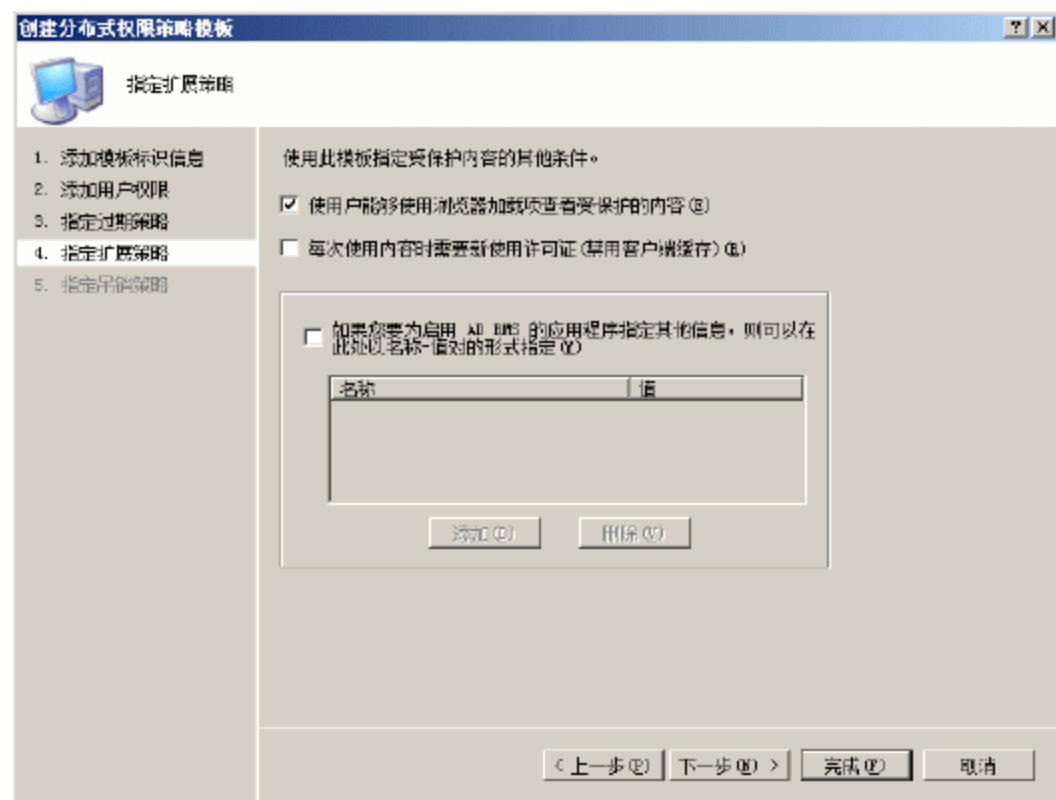 创建分布式权限策略模板
指定扩展策略
1. 添加模板标识信息
2. 添加用户权限
3. 指定过期策略
4. 指定扩展策略
5. 指定吊销策略
使用此模板指定受保护内容的其他条件。
使用户能够使用浏览器加载项查看受保护的内容(E)
每次使用内容时需要新使用许可证(禁用客户端缓存)(R)
如果您要为启用 AD RMS 的应用程序指定其他信息，则可以在
此处以名称-值对的形式指定(Y)
名称 值
添加(D) 删除(V)
< 上一步(P) 下一步(N) > 完成(F) 取消